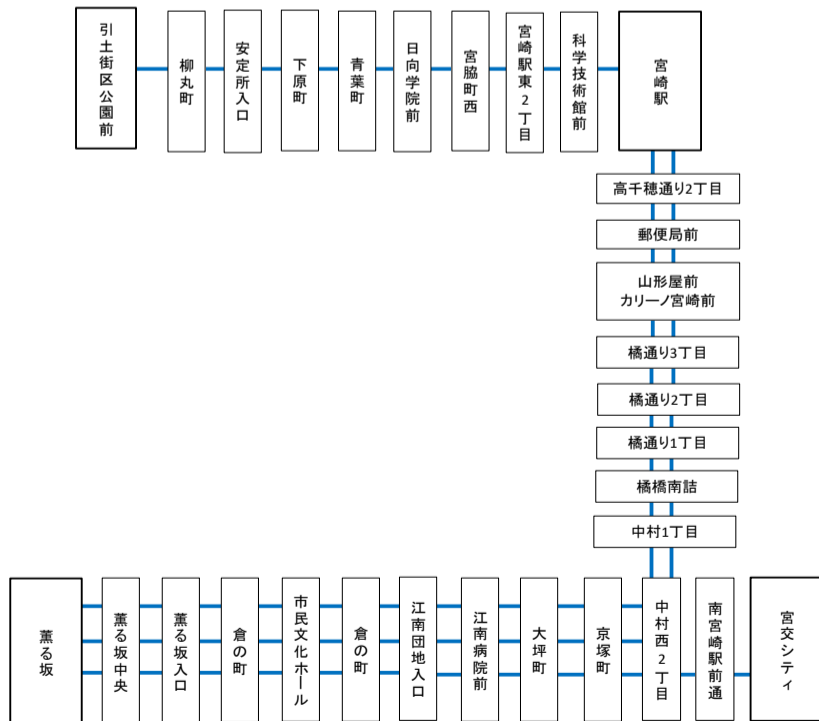 引土街区公園前
柳丸町
安定所入口
下原町
青葉町
日向学院前
宮脇町西
宮崎駅東2丁目
科学技術館前
宮崎駅
高千穂通り2丁目
郵便局前
山形屋前
カリーノ宮崎前
橘通り3丁目
橘通り2丁目
橘通り1丁目
橘橋南詰
中村1丁目
薫る坂
薫る坂中央
薫る坂入口
倉の町
市民文化ホール
倉の町
江南団地入口
江南病院前
大坪町
京塚町
中村西2丁目
南宮崎駅前通
宮交シティ